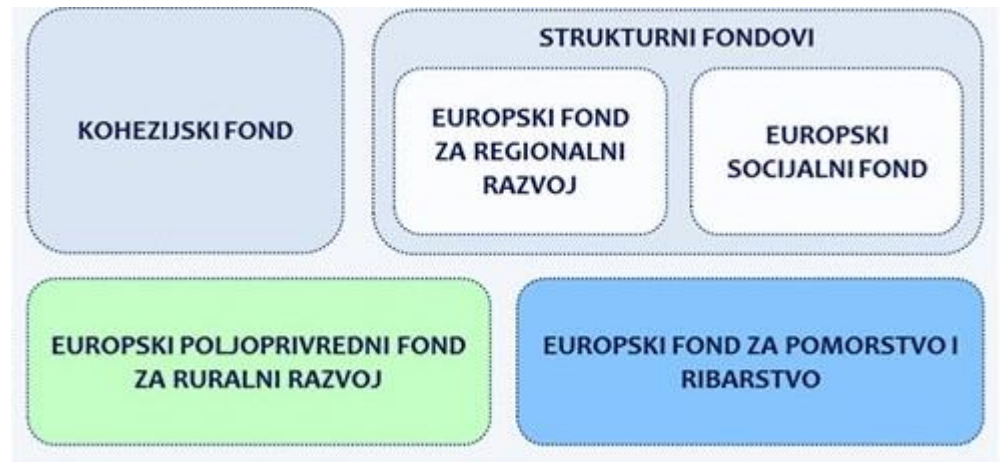 KOHEZIJSKI FOND
STRUKTURNI FONDOVI
EUROPSKI FOND
ZA REGIONALNI
RAZVOJ
EUROPSKI
SOCIJALNI FOND
EUROPSKI POLJOPRIVREDNI FOND
ZA RURALNI RAZVOJ
EUROPSKI FOND ZA POMORSTVO I
RIBARSTVO